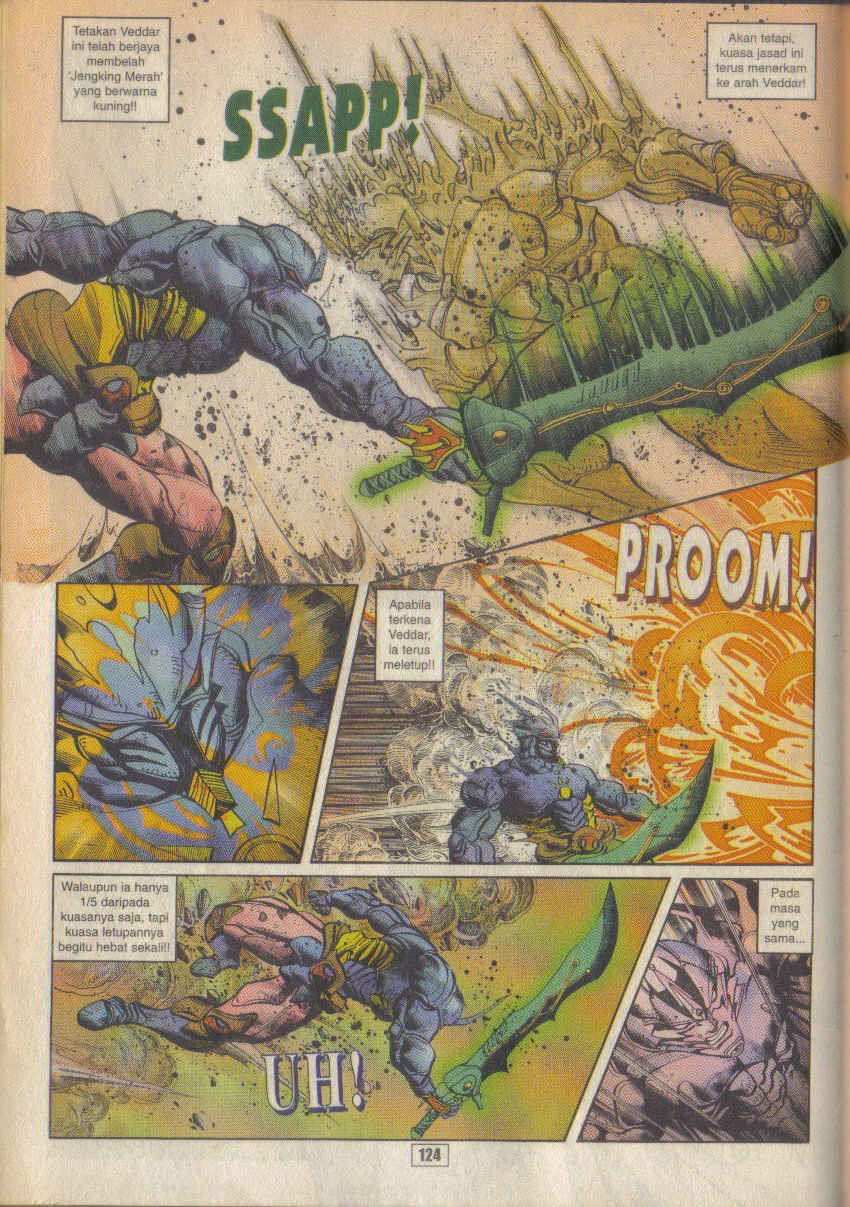 Tetakan Veddar
ini telah berjaya
membelah
'Jengking Merah'
yang berwarna
kuning!!
SSAPP!
Akan tetapi,
kuasa jasad ini
terus menerkam
ke arah Veddar!
PROOM!
Apabila
terkena
Veddar,
ia terus
meletup!!
Walaupun ia hanya
1/5 daripada
kuasanya saja, tapi
kuasa letupannya
begitu hebat sekali!!
UH!
Pada
masa
yang
sama...
124